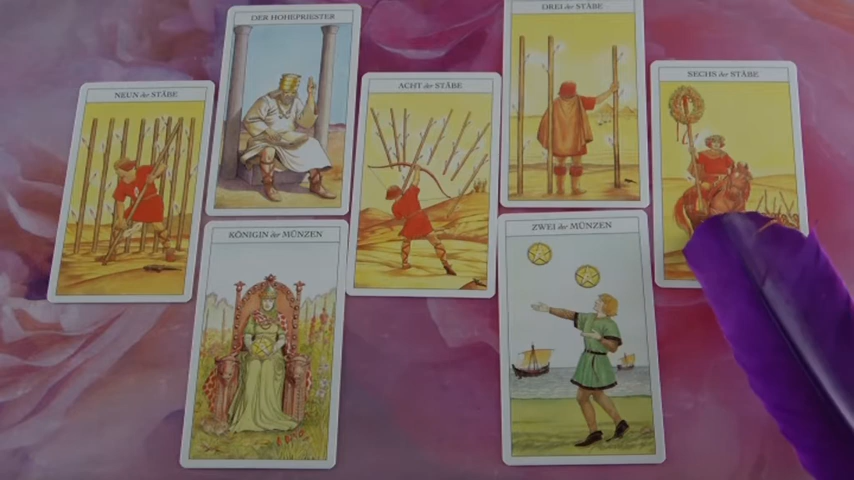 DER HOHEPRIESTER
DREI der STÄBE
NEUN der STÄBE
ACHT der STÄBE
SECHS der STÄBE
KÖNIGIN der MÜNZEN
ZWEI der MÜNZEN